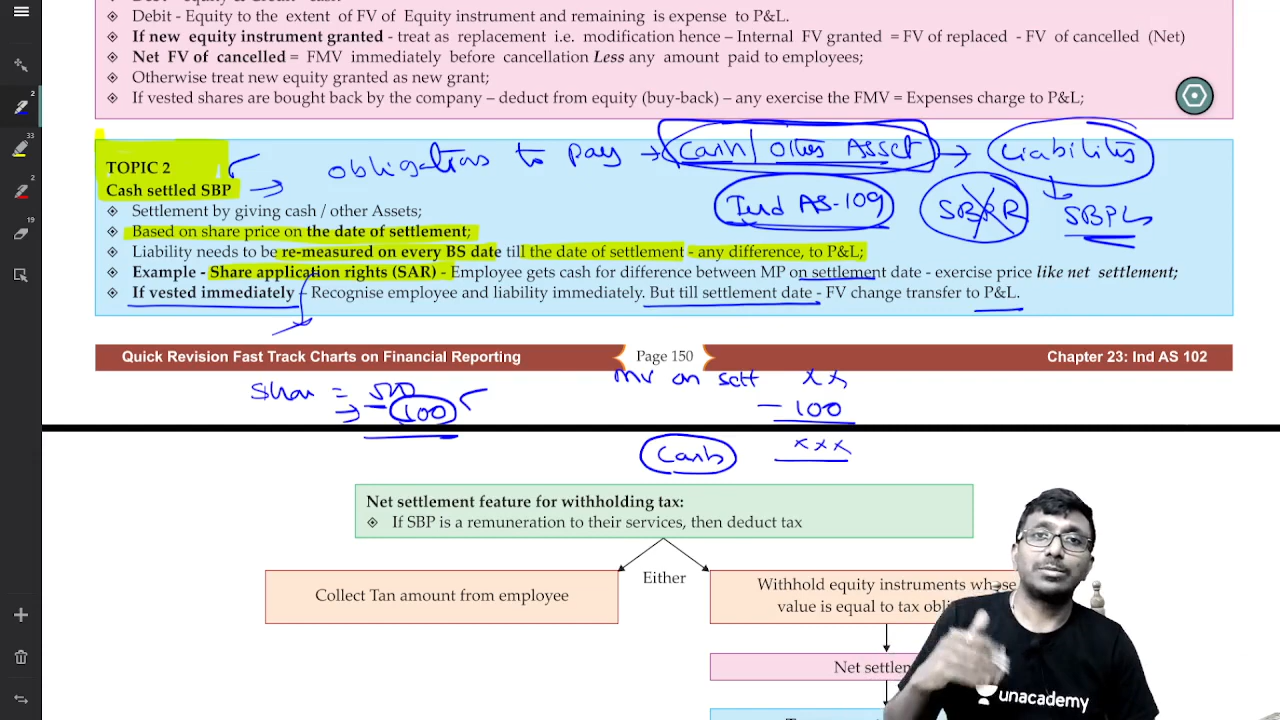 Debit - Equity to the extent of FV of Equity instrument and remaining is expense to P&L.
If new equity instrument granted - treat as replacement i.e. modification hence – Internal FV granted = FV of replaced - FV of cancelled (Net)
Net FV of cancelled = FMV immediately before cancellation Less any amount paid to employees;
Otherwise treat new equity granted as new grant;
If vested shares are bought back by the company – deduct from equity (buy-back) – any exercise the FMV = Expenses charge to P&L;
obligations to pay → Cash/Other Asset → Liability
TOPIC 2
Cash settled SBP
Ind AS-109
SBRR
SBPL
Settlement by giving cash / other Assets;
Based on share price on the date of settlement;
Liability needs to be re-measured on every BS date till the date of settlement - any difference, to P&L;
Example - Share application rights (SAR) - Employee gets cash for difference between MP on settlement date - exercise price like net settlement;
If vested immediately - Recognise employee and liability immediately. But till settlement date - FV change transfer to P&L.
Quick Revision Fast Track Charts on Financial Reporting
Page 150
Chapter 23: Ind AS 102
Share =
→ 100
MV on sett xx
- 100
Cash xxx
Net settlement feature for withholding tax:
If SBP is a remuneration to their services, then deduct tax
Either
Collect Tan amount from employee
Withhold equity instruments whose
value is equal to tax
Net
unacademy
2
33
2
19